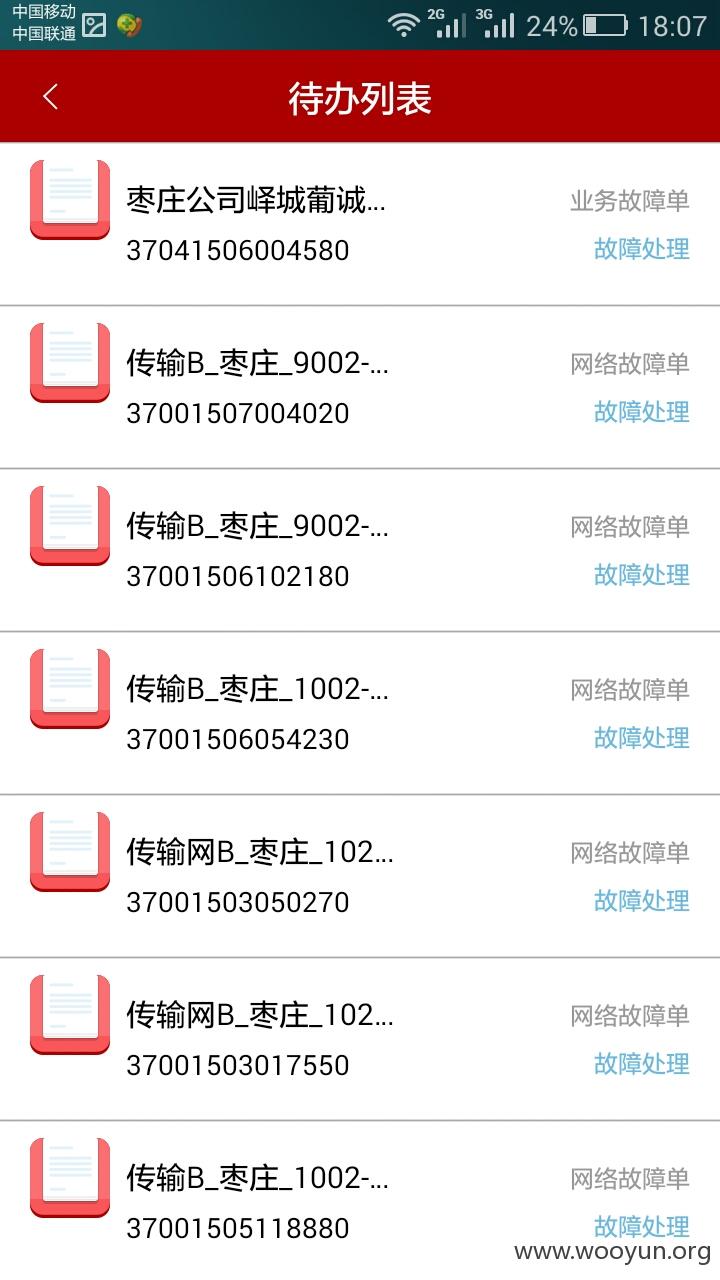 中国移动
中国联通
2G 3G 24% 18:07
待办列表
枣庄公司峄城葡诚... 业务故障单
37041506004580 故障处理
传输B_枣庄_9002-... 网络故障单
37001507004020 故障处理
传输B_枣庄_9002-... 网络故障单
37001506102180 故障处理
传输B_枣庄_1002-... 网络故障单
37001506054230 故障处理
传输网B_枣庄_102... 网络故障单
37001503050270 故障处理
传输网B_枣庄_102... 网络故障单
37001503017550 故障处理
传输B_枣庄_1002-... 网络故障单
37001505118880 故障处理
www.wooyun.org